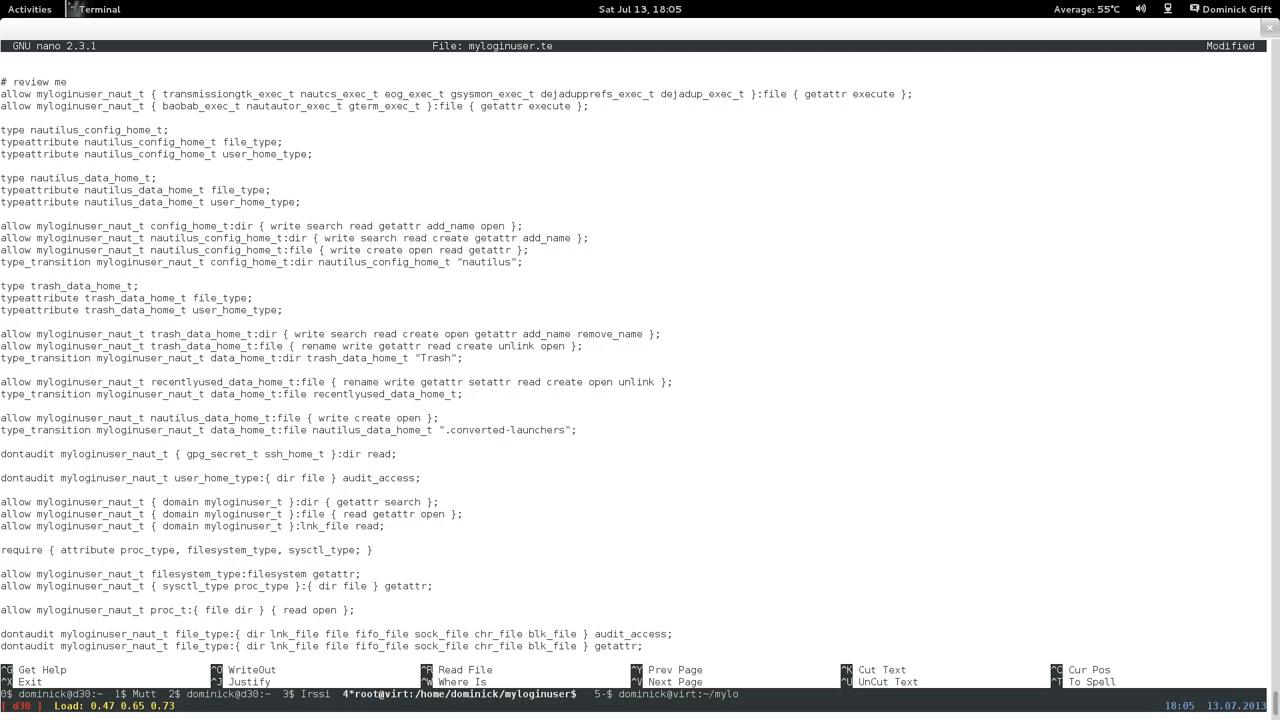 Activities Terminal Sat Jul 13, 18:05 Average: 55°C Dominick Grift
GNU nano 2.3.1 File: myloginuser.te Modified
# review me
allow myloginuser_naut_t { transmissiongtk_exec_t nautcs_exec_t eog_exec_t gsysmon_exec_t dejadupprefs_exec_t dejadup_exec_t }:file { getattr execute };
allow myloginuser_naut_t { baobab_exec_t nautautor_exec_t gterm_exec_t }:file { getattr execute };
type nautilus_config_home_t;
typeattribute nautilus_config_home_t file_type;
typeattribute nautilus_config_home_t user_home_type;
type nautilus_data_home_t;
typeattribute nautilus_data_home_t file_type;
typeattribute nautilus_data_home_t user_home_type;
allow myloginuser_naut_t config_home_t:dir { write search read getattr add_name open };
allow myloginuser_naut_t nautilus_config_home_t:dir { write search read create getattr add_name };
allow myloginuser_naut_t nautilus_config_home_t:file { write create open read getattr };
type_transition myloginuser_naut_t config_home_t:dir nautilus_config_home_t "nautilus";
type trash_data_home_t;
typeattribute trash_data_home_t file_type;
typeattribute trash_data_home_t user_home_type;
allow myloginuser_naut_t trash_data_home_t:dir { write search read create open getattr add_name remove_name };
allow myloginuser_naut_t trash_data_home_t:file { rename write getattr read create unlink open };
type_transition myloginuser_naut_t data_home_t:dir trash_data_home_t "Trash";
allow myloginuser_naut_t recentlyused_data_home_t:file { rename write getattr setattr read create open unlink };
type_transition myloginuser_naut_t data_home_t:file recentlyused_data_home_t;
allow myloginuser_naut_t nautilus_data_home_t:file { write create open };
type_transition myloginuser_naut_t data_home_t:file nautilus_data_home_t ".converted-launchers";
dontaudit myloginuser_naut_t { gpg_secret_t ssh_home_t }:dir read;
dontaudit myloginuser_naut_t user_home_type:{ dir file } audit_access;
allow myloginuser_naut_t { domain myloginuser_t }:dir { getattr search };
allow myloginuser_naut_t { domain myloginuser_t }:file { read getattr open };
allow myloginuser_naut_t { domain myloginuser_t }:lnk_file read;
require { attribute proc_type, filesystem_type, sysctl_type; }
allow myloginuser_naut_t filesystem_type:filesystem getattr;
allow myloginuser_naut_t { sysctl_type proc_type }:{ dir file } getattr;
allow myloginuser_naut_t proc_t:{ file dir } { read open };
dontaudit myloginuser_naut_t file_type:{ dir lnk_file file fifo_file sock_file chr_file blk_file } audit_access;
dontaudit myloginuser_naut_t file_type:{ dir lnk_file file fifo_file sock_file chr_file blk_file } getattr;
^G Get Help ^O WriteOut ^R Read File ^Y Prev Page ^K Cut Text ^C Cur Pos
^X Exit ^J Justify ^W Where Is ^V Next Page ^U UnCut Text ^T To Spell
0$ dominick@d30:~ 1$ Mutt 2$ dominick@d30:~ 3$ Irssi 4*root@virt:/home/dominick/myloginuser$ 5-$ dominick@virt:~/mylo
[ d30 ] Load: 0.47 0.65 0.73 18:05 13.07.2013